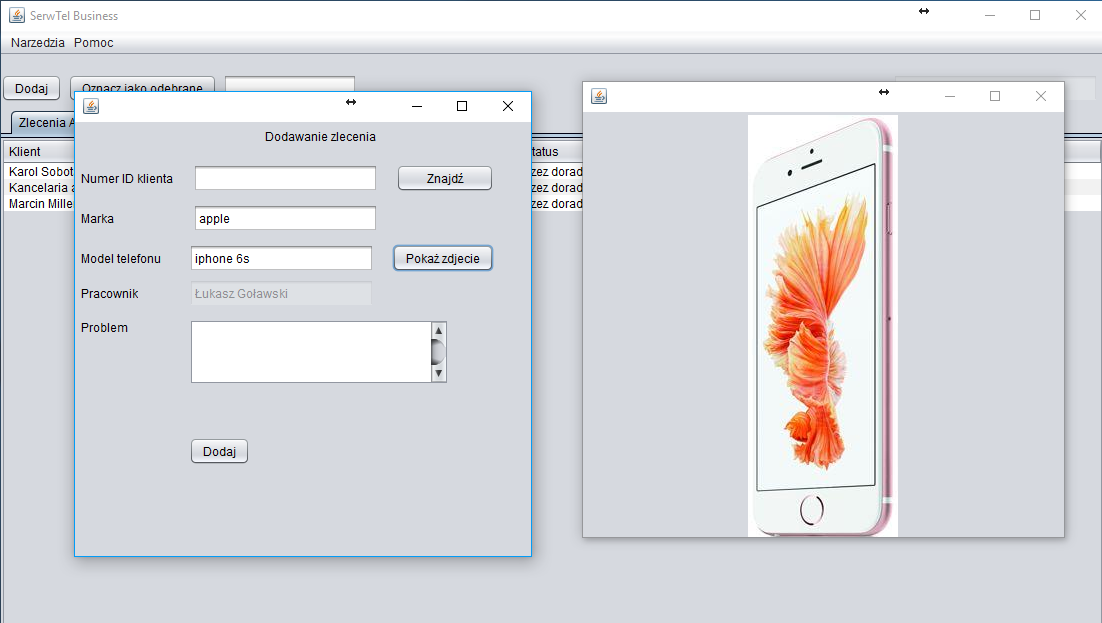 SerwTel Business
Narzedzia Pomoc
Dodaj
Oznacz jako odebrane
Zlecenia
Klient
tatus
Karol Sobot
zez dorad
Kancelaria
zez dorad
Marcin Mille
zez dorad
Dodawanie zlecenia
Numer ID klienta
Znajdź
Marka
apple
Model telefonu
iphone 6s
Pokaż zdjecie
Pracownik
Łukasz Goławski
Problem
Dodaj